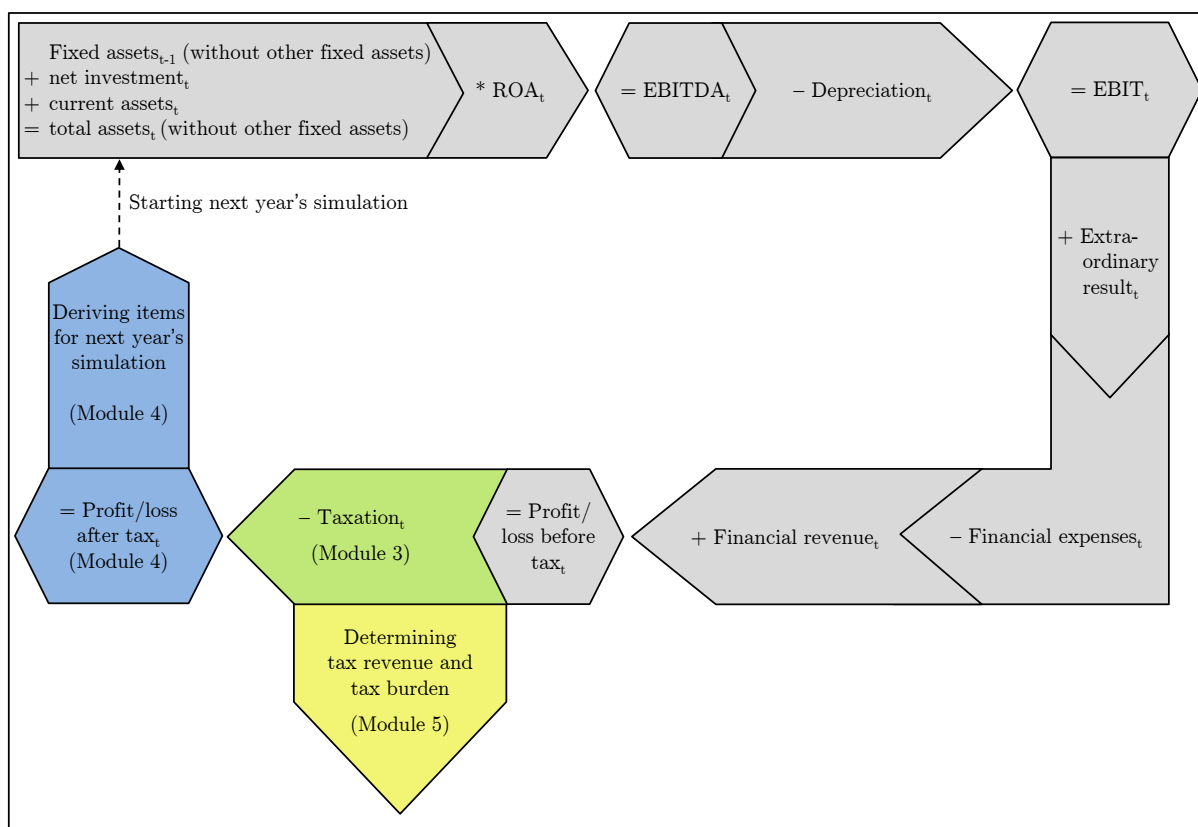 Fixed assets_t-1 (without other fixed assets)
+ net investment_t
+ current assets_t
= total assets_t (without other fixed assets)
* ROA_t
= EBITDA_t
− Depreciation_t
= EBIT_t
+ Extra-
ordinary
result_t
− Financial expenses_t
+ Financial revenue_t
= Profit/
loss before
tax_t
− Taxation_t
(Module 3)
Determining
tax revenue and
tax burden
(Module 5)
= Profit/loss
after tax_t
(Module 4)
Deriving items
for next year's
simulation
(Module 4)
Starting next year's simulation